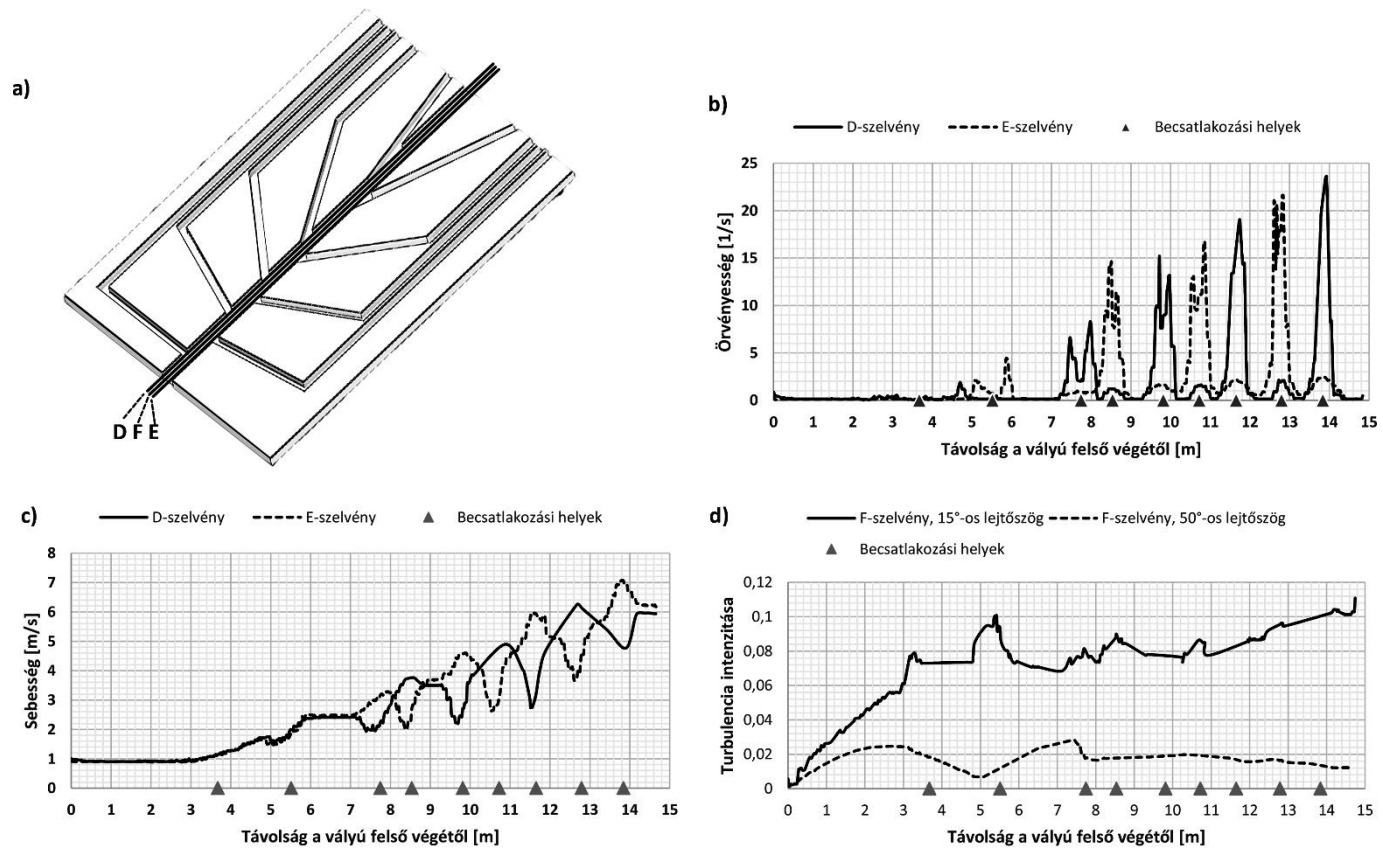 a)
D F E
b)
D-szelvény E-szelvény Becsatlakozási helyek
Örvényesség [1/s]
25
20
15
10
5
0
0 1 2 3 4 5 6 7 8 9 10 11 12 13 14 15
Távolság a vályú felső végétől [m]
c)
D-szelvény E-szelvény Becsatlakozási helyek
Sebesség [m/s]
8
7
6
5
4
3
2
1
0
0 1 2 3 4 5 6 7 8 9 10 11 12 13 14 15
Távolság a vályú felső végétől [m]
d)
F-szelvény, 15°-os lejtőszög F-szelvény, 50°-os lejtőszög
Becsatlakozási helyek
Turbulencia intenzitása
0,12
0,1
0,08
0,06
0,04
0,02
0
0 1 2 3 4 5 6 7 8 9 10 11 12 13 14 15
Távolság a vályú felső végétől [m]